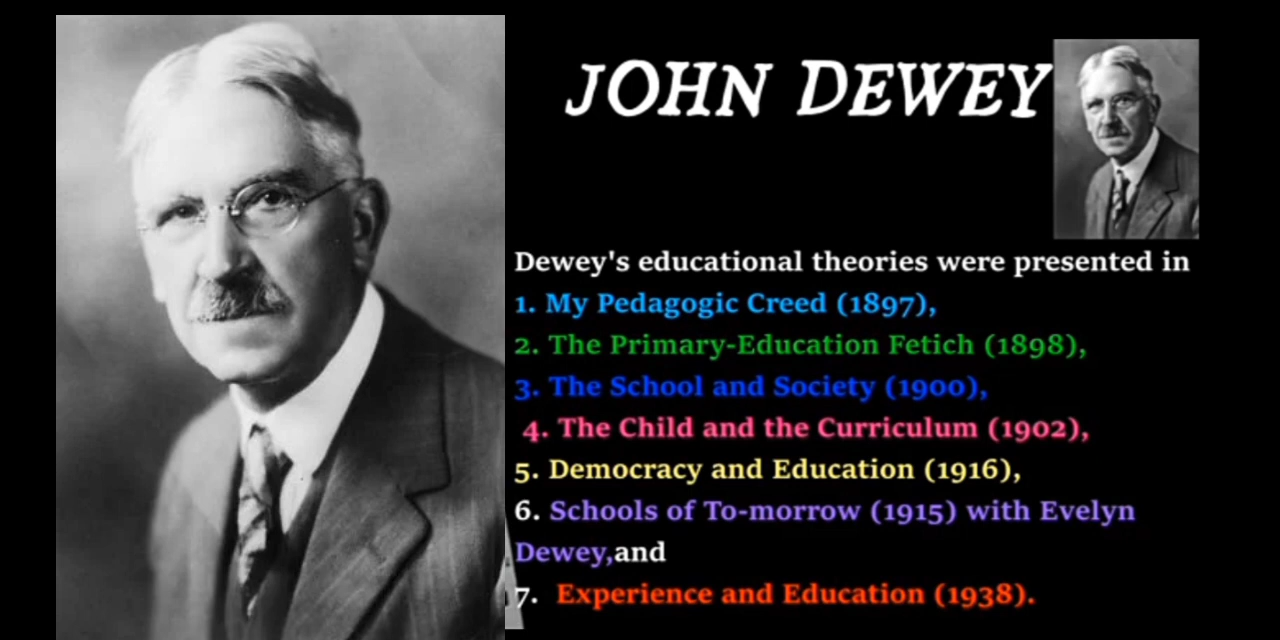 JOHN DEWEY
Dewey's educational theories were presented in
1. My Pedagogic Creed (1897),
2. The Primary-Education Fetich (1898),
3. The School and Society (1900),
4. The Child and the Curriculum (1902),
5. Democracy and Education (1916),
6. Schools of To-morrow (1915) with Evelyn
Dewey,and
7. Experience and Education (1938).